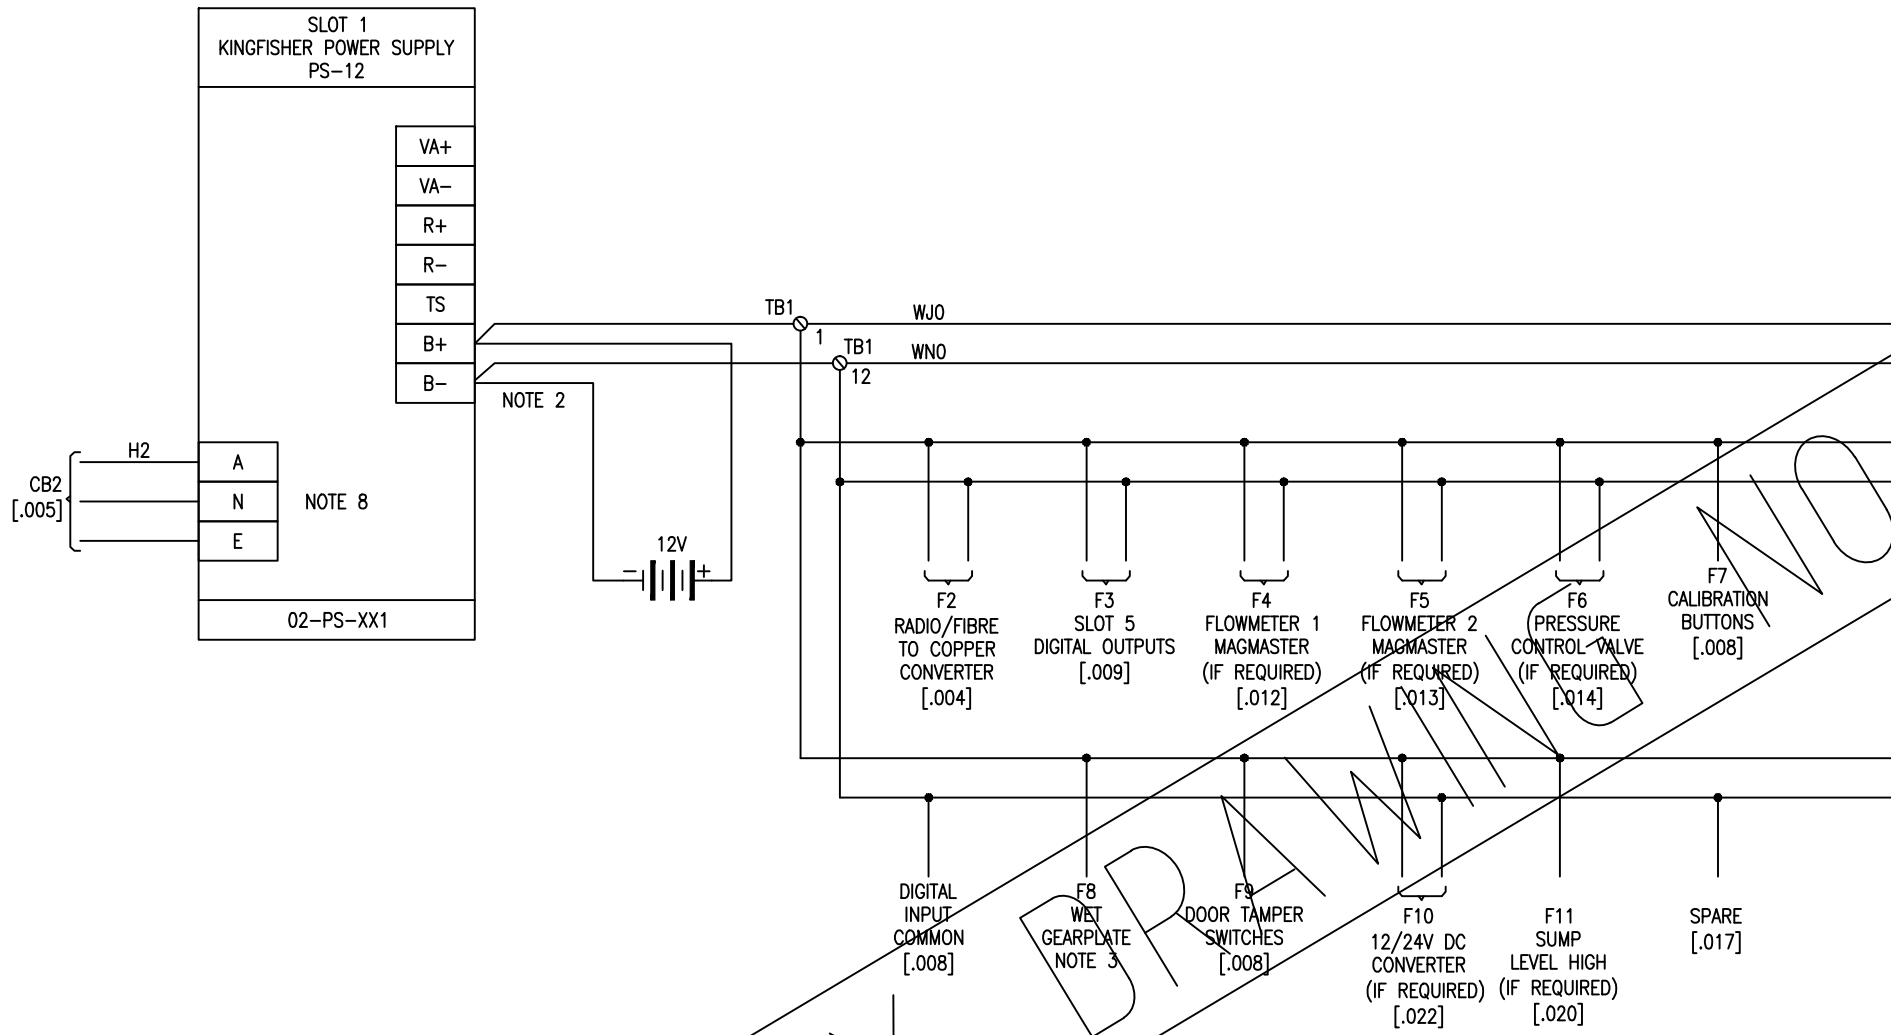 SLOT 1
KINGFISHER POWER SUPPLY
PS-12
VA+
VA-
R+
R-
TS
B+
B-
NOTE 2
TB1
1
WJ0
TB1
12
WN0
H2
CB2
[.005]
A
N
E
NOTE 8
12V
-
+
02-PS-XX1
F2
RADIO/FIBRE
TO COPPER
CONVERTER
[.004]
F3
SLOT 5
DIGITAL OUTPUTS
[.009]
F4
FLOWMETER 1
MAGMASTER
(IF REQUIRED)
[.012]
F5
FLOWMETER 2
MAGMASTER
(IF REQUIRED)
[.013]
F6
PRESSURE
CONTROL VALVE
(IF REQUIRED)
[.014]
F7
CALIBRATION
BUTTONS
[.008]
DIGITAL
INPUT
COMMON
[.008]
F8
WET
GEARPLATE
NOTE 3
F9
DOOR TAMPER
SWITCHES
[.008]
F10
12/24V DC
CONVERTER
(IF REQUIRED)
[.022]
F11
SUMP
LEVEL HIGH
(IF REQUIRED)
[.020]
SPARE
[.017]
DRAWING NO